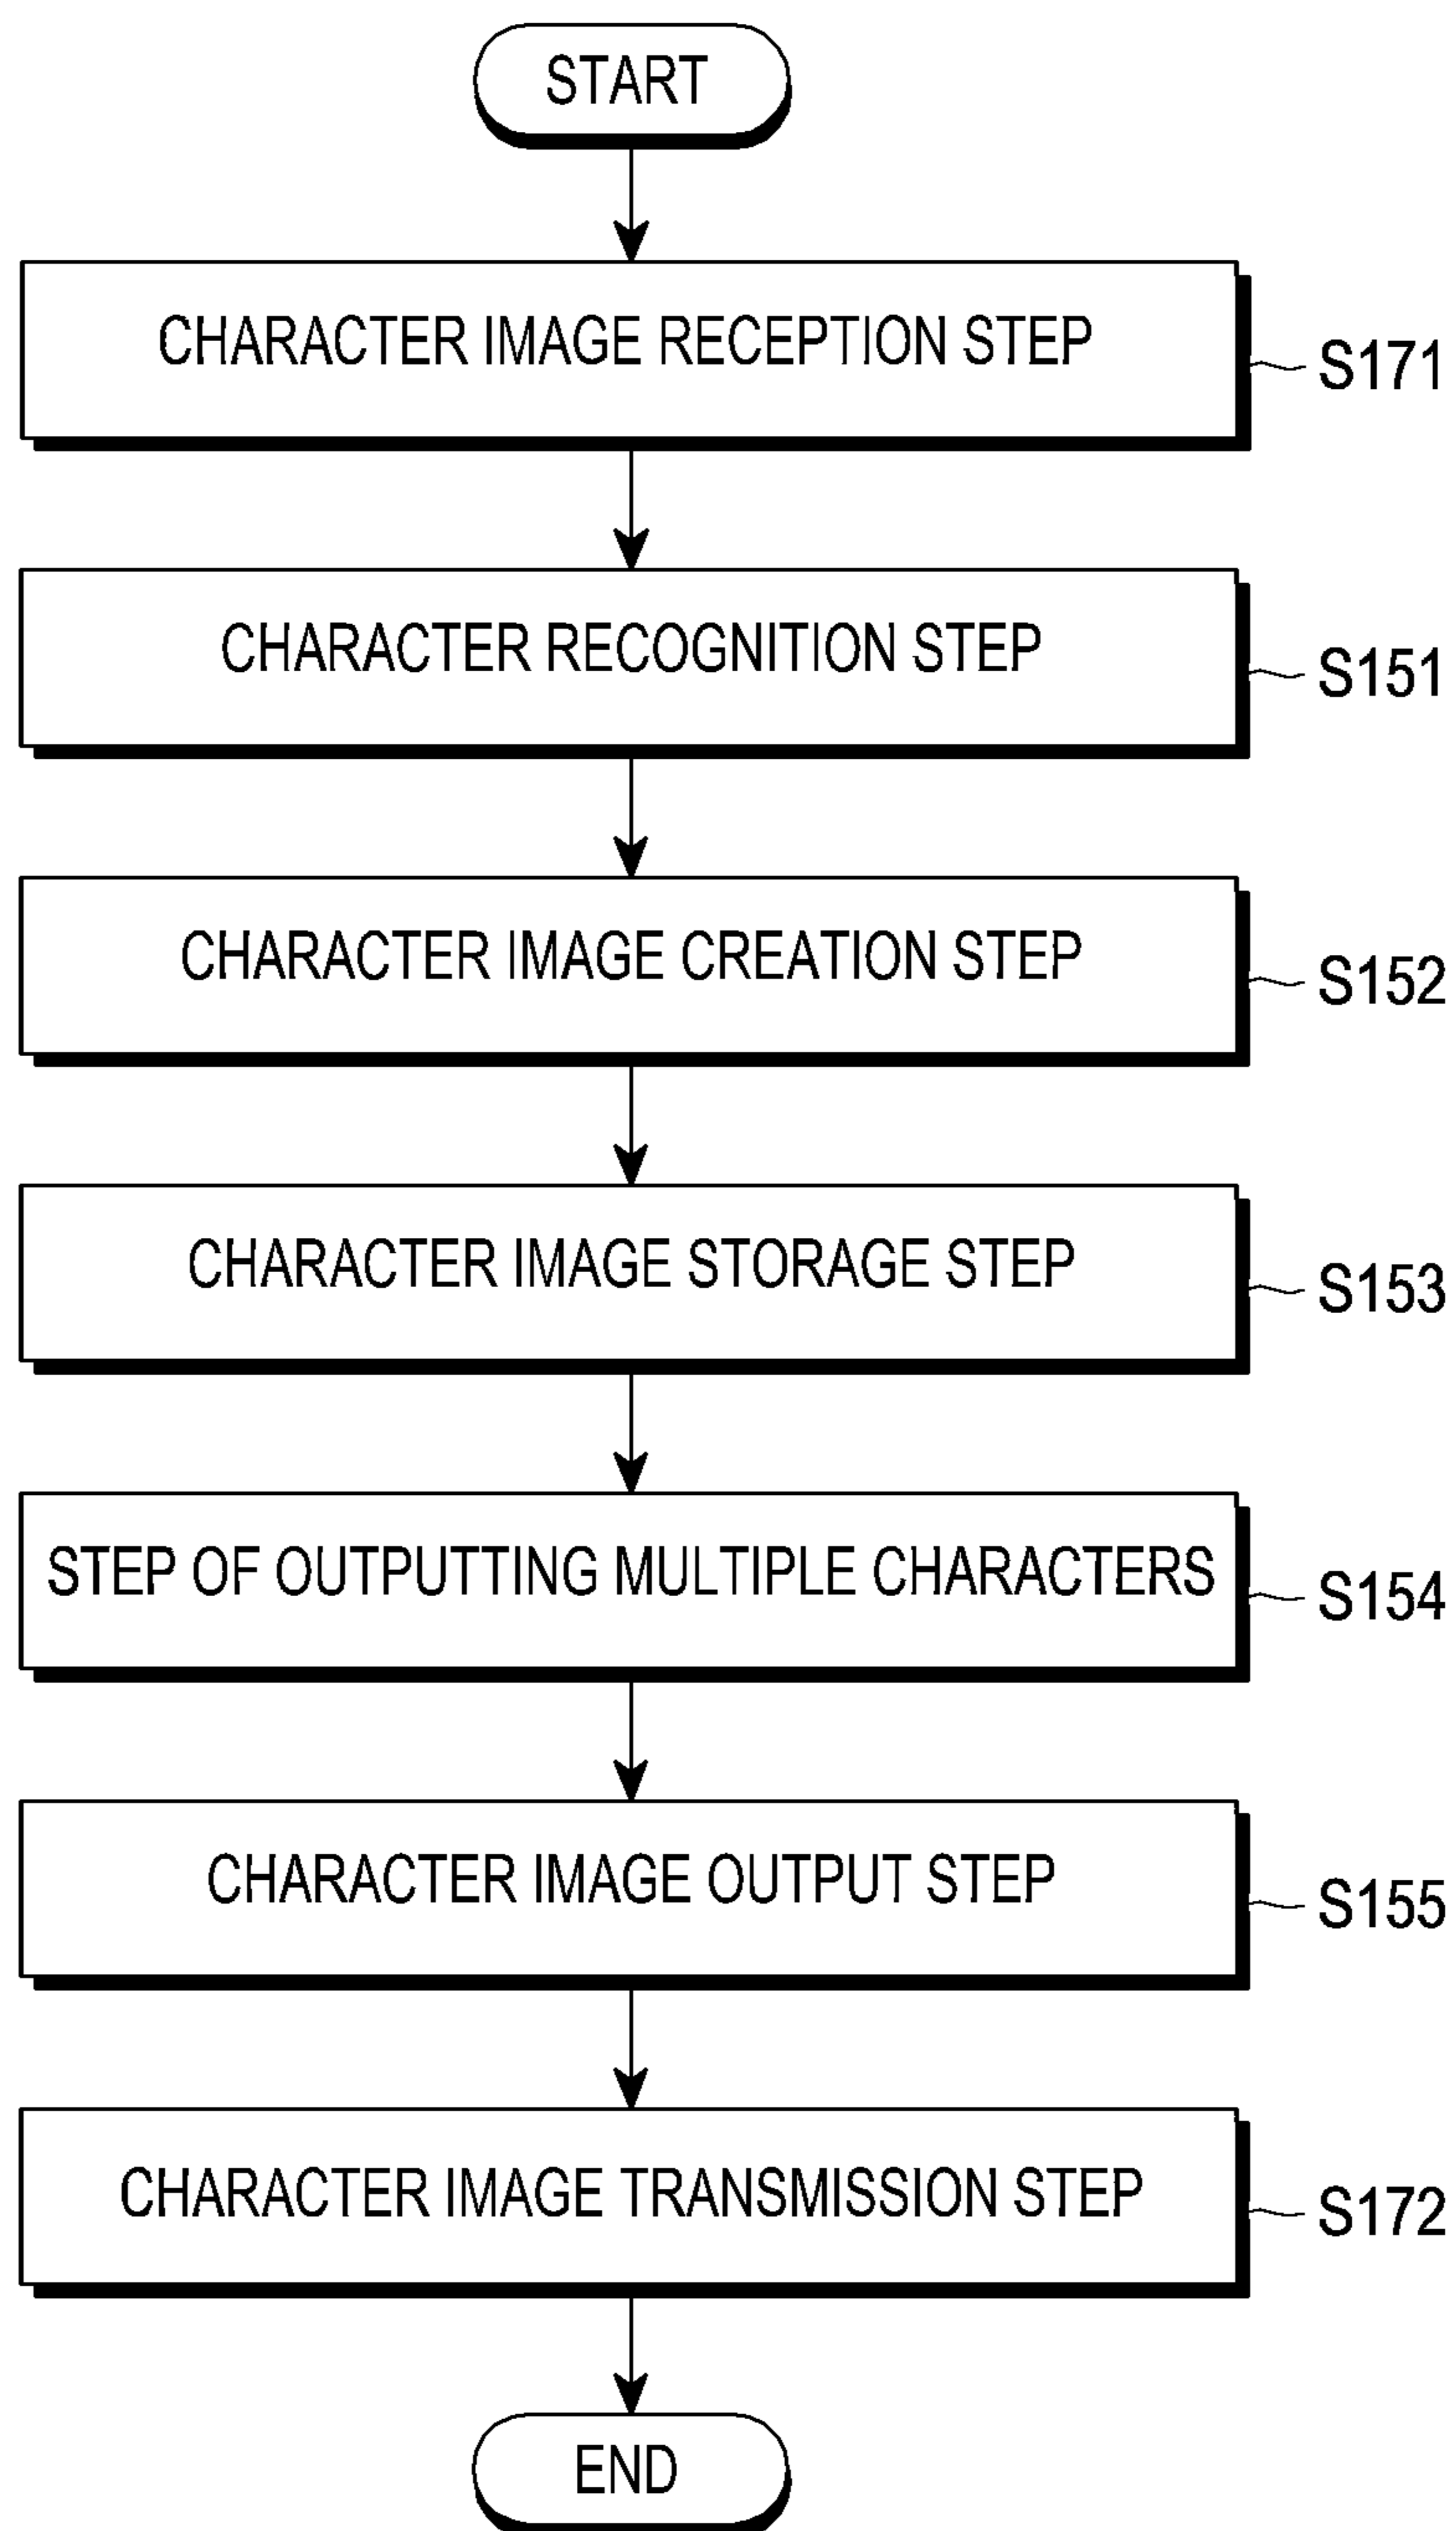 START
CHARACTER IMAGE RECEPTION STEP
S171
CHARACTER RECOGNITION STEP
S151
CHARACTER IMAGE CREATION STEP
S152
CHARACTER IMAGE STORAGE STEP
S153
STEP OF OUTPUTTING MULTIPLE CHARACTERS
S154
CHARACTER IMAGE OUTPUT STEP
S155
CHARACTER IMAGE TRANSMISSION STEP
S172
END